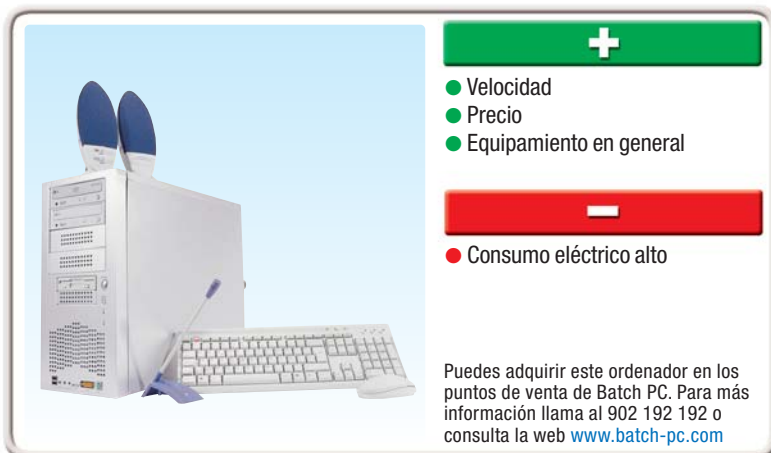 +
Velocidad
Precio
Equipamiento en general
-
Consumo eléctrico alto
Puedes adquirir este ordenador en los
puntos de venta de Batch PC. Para más
información llama al 902 192 192 o
consulta la web www.batch-pc.com